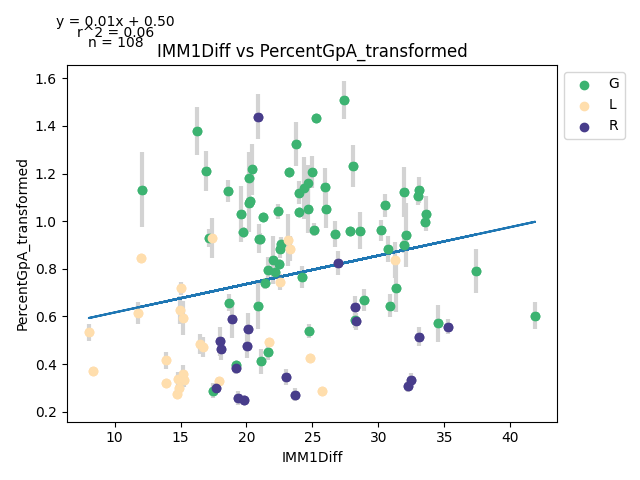 y = 0.01x + 0.50
r^2 = 0.06
n = 108
IMM1Diff vs PercentGpA_transformed
1.6
1.4
1.2
1.0
0.8
0.6
0.4
0.2
PercentGpA_transformed
10 15 20 25 30 35 40
IMM1Diff
G
L
R